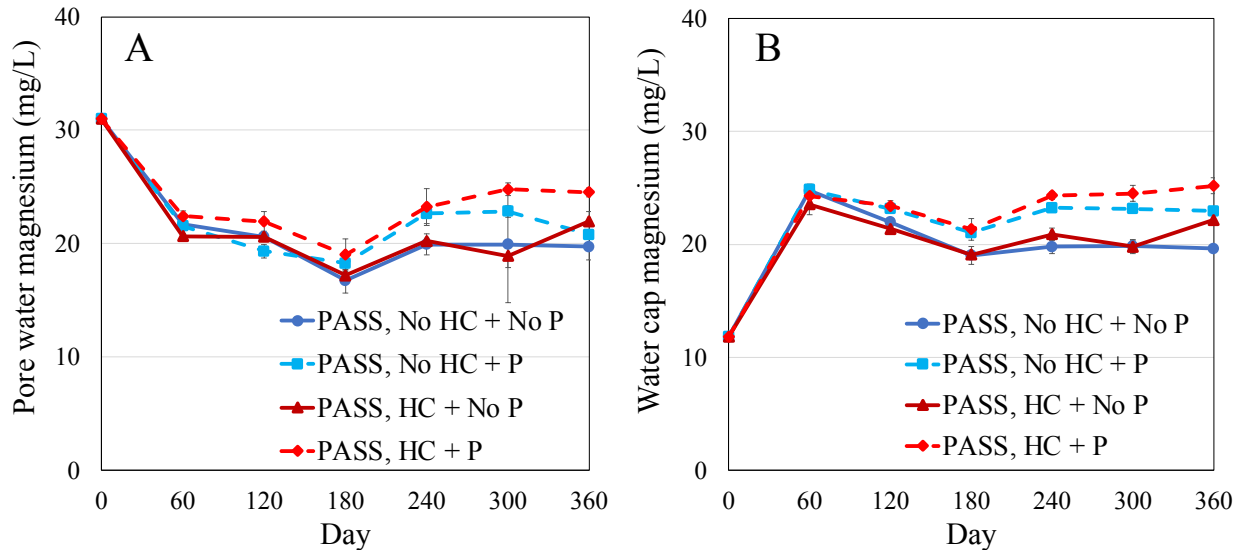 A
Pore water magnesium (mg/L)
40
30
20
10
0
PASS, No HC + No P
PASS, No HC + P
PASS, HC + No P
PASS, HC + P
0 60 120 180 240 300 360
Day
B
Water cap magnesium (mg/L)
40
30
20
10
0
PASS, No HC + No P
PASS, No HC + P
PASS, HC + No P
PASS, HC + P
0 60 120 180 240 300 360
Day